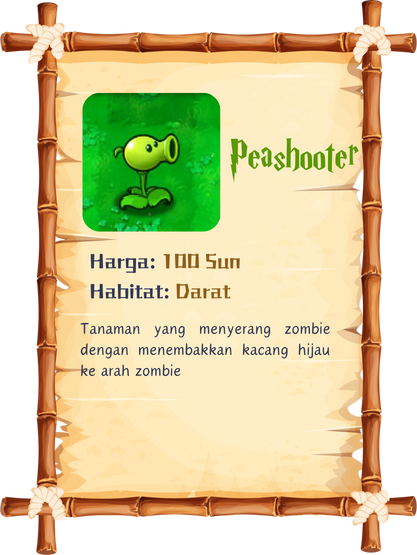 Peashooter
Harga: 100 Sun
Habitat: Darat
Tanaman yang menyerang zombie
dengan menembakkan kacang hijau
ke arah zombie